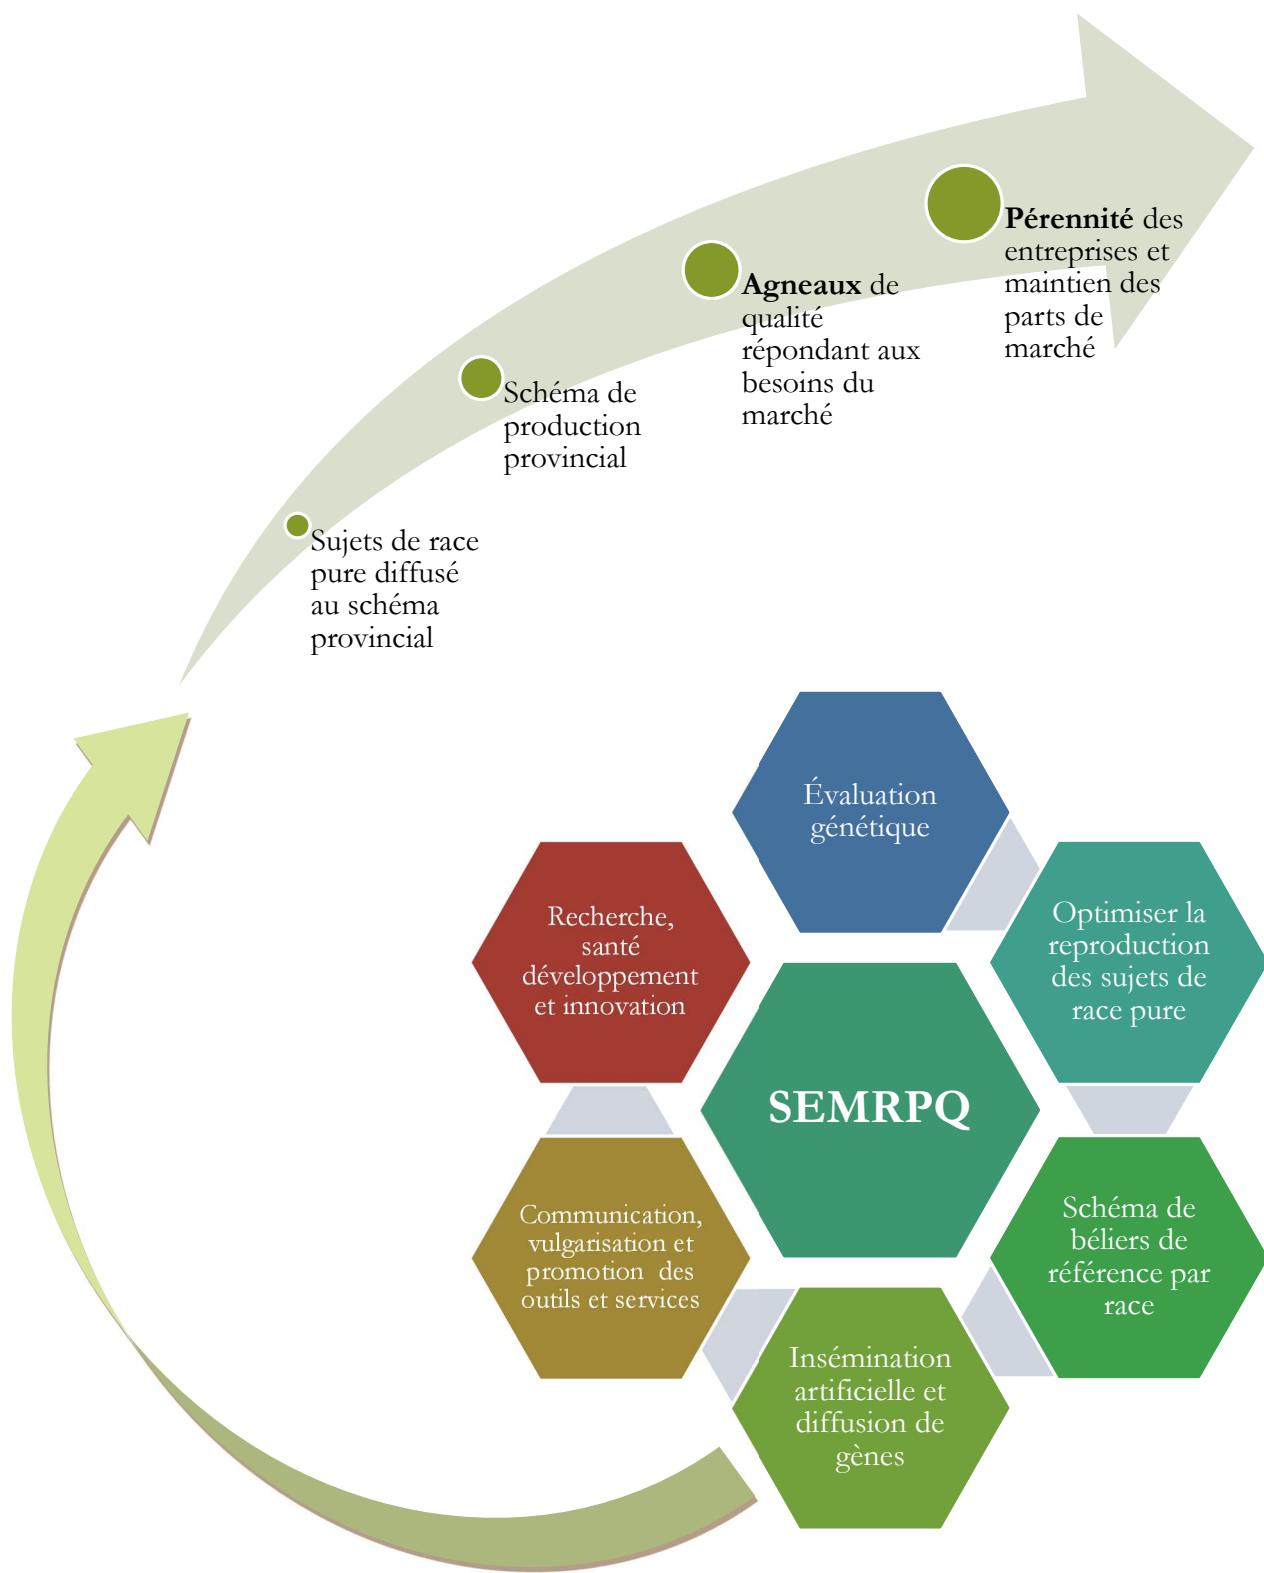 Pérennité des
entreprises et
maintien des
parts de
marché
Agneaux de
qualité
répondant aux
besoins du
marché
Schéma de
production
provincial
Sujets de race
pure diffusé
au schéma
provincial
Évaluation
génétique
Optimiser la
reproduction
des sujets de
race pure
Schéma de
béliers de
référence par
race
Insémination
artificielle et
diffusion de
gènes
Communication,
vulgarisation et
promotion des
outils et services
Recherche,
santé
développement
et innovation
SEMRPQ